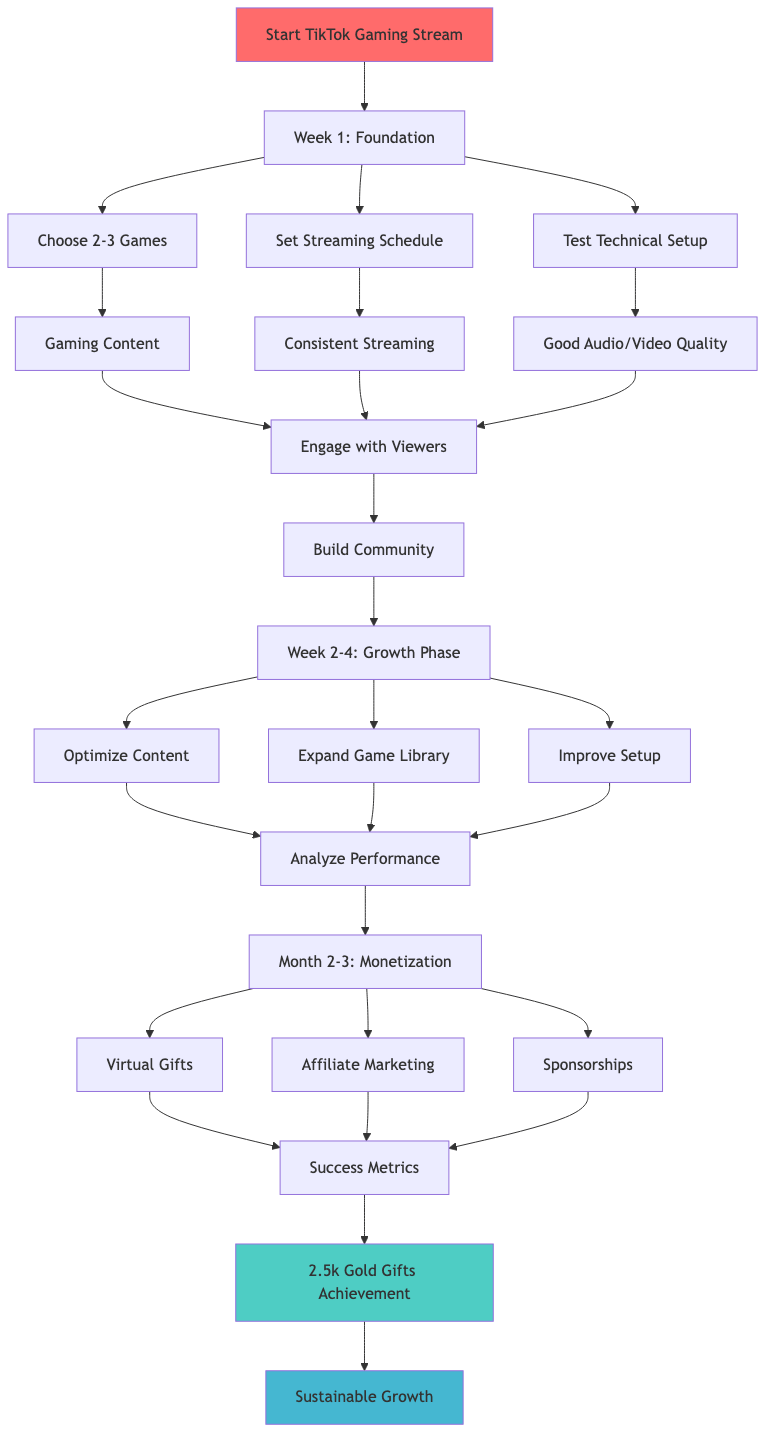 Start TikTok Gaming Stream
Week 1: Foundation
Choose 2-3 Games
Set Streaming Schedule
Test Technical Setup
Gaming Content
Consistent Streaming
Good Audio/Video Quality
Engage with Viewers
Build Community
Week 2-4: Growth Phase
Optimize Content
Expand Game Library
Improve Setup
Analyze Performance
Month 2-3: Monetization
Virtual Gifts
Affiliate Marketing
Sponsorships
Success Metrics
2.5k Gold Gifts
Achievement
Sustainable Growth